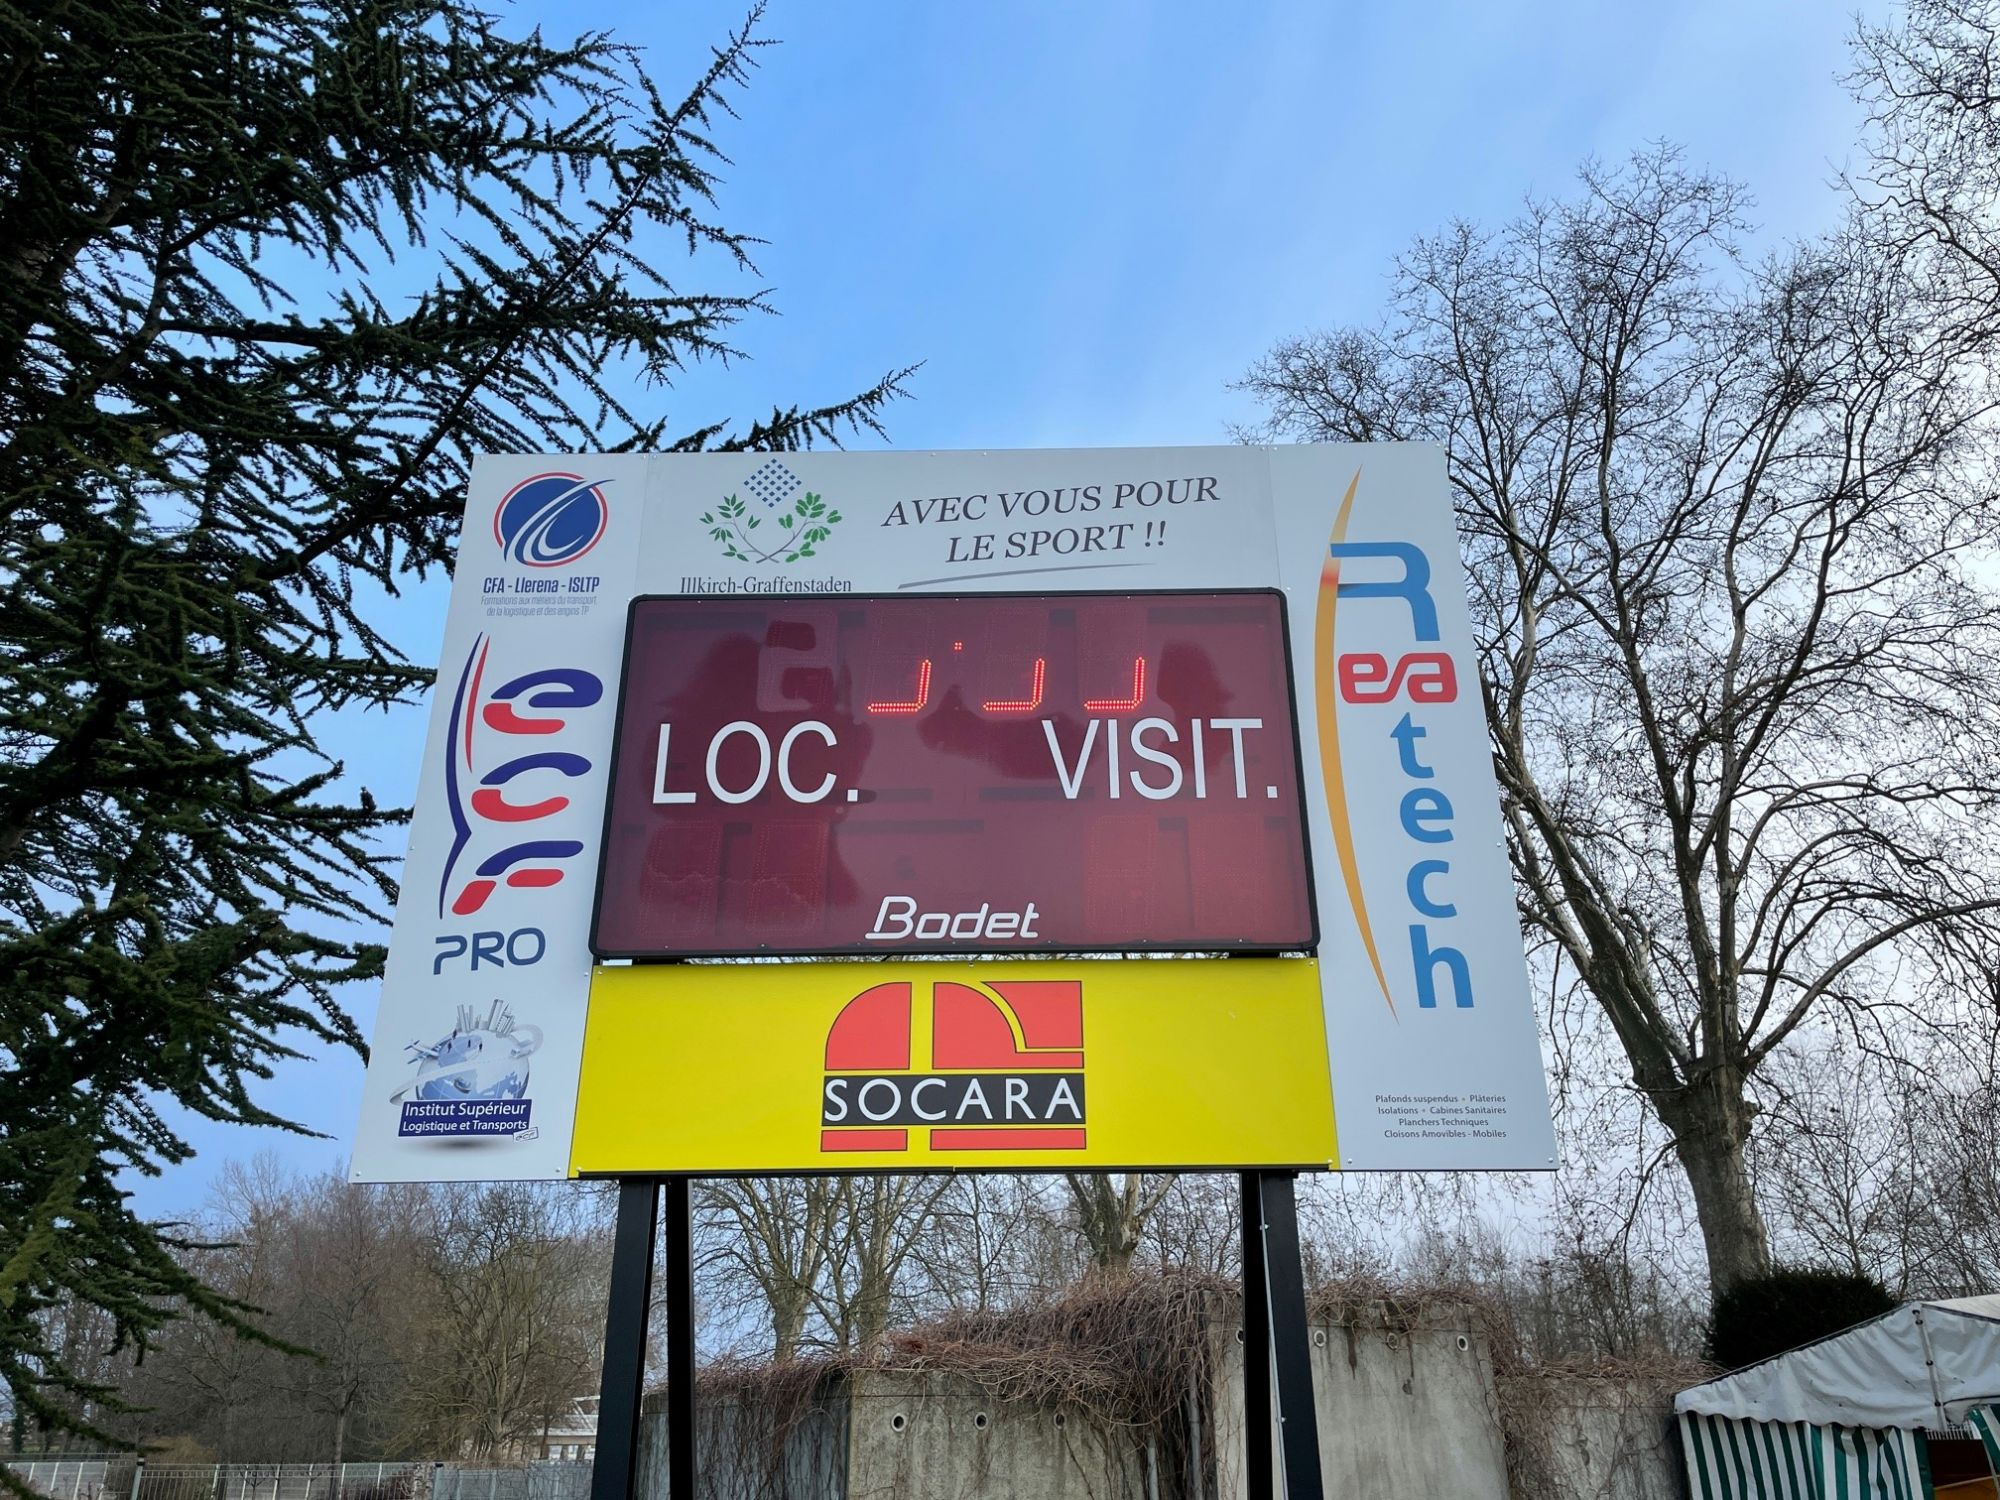 CFA - Llerena - ISLTP
Formations aux métiers du transport,
de la logistique et des engins TP
Illkirch-Graffenstaden
AVEC VOUS POUR
LE SPORT !!
ecf
PRO
Institut Supérieur
Logistique et Transports
ECF
LOC.
VISIT.
Bodet
SOCARA
Rea
tech
Plafonds suspendus • Plâteries
Isolations • Cabines Sanitaires
Planchers Techniques
Cloisons Amovibles - Mobiles